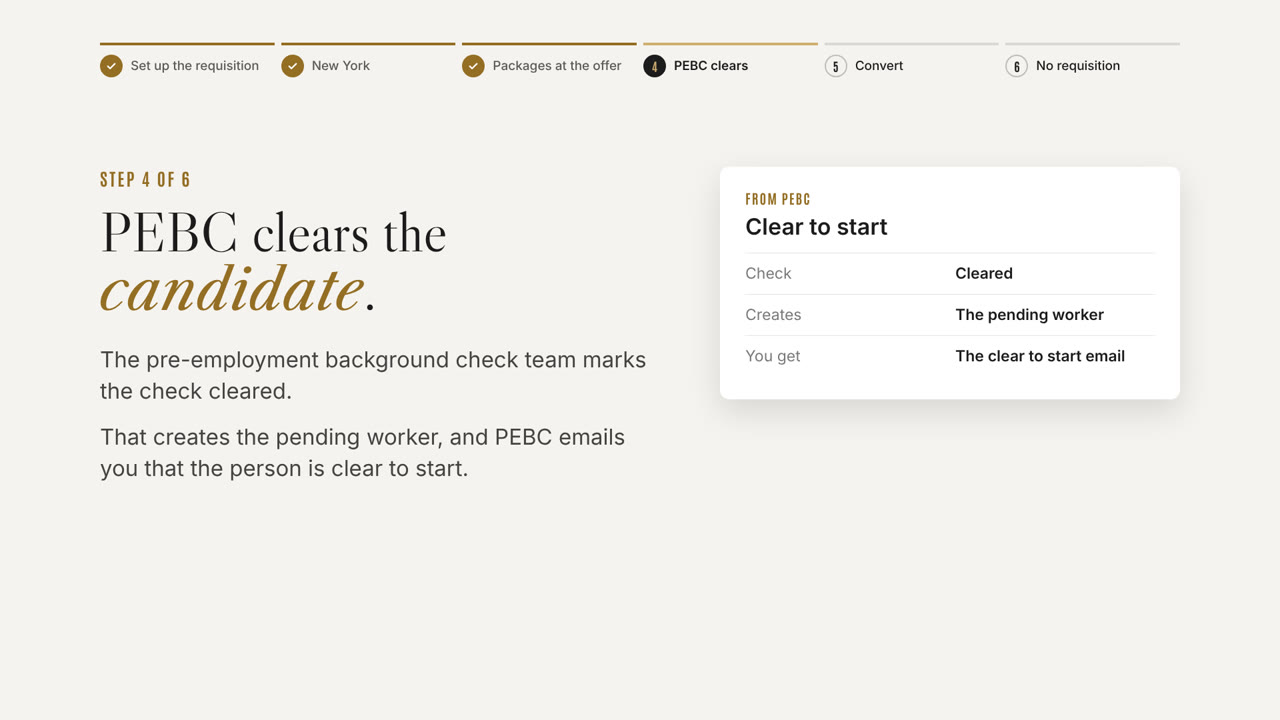 Set up the requisition
New York
Packages at the offer
4 PEBC clears
5 Convert
6 No requisition
STEP 4 OF 6
PEBC clears the
candidate.
The pre-employment background check team marks
the check cleared.
That creates the pending worker, and PEBC emails
you that the person is clear to start.
FROM PEBC
Clear to start
Check Cleared
Creates The pending worker
You get The clear to start email